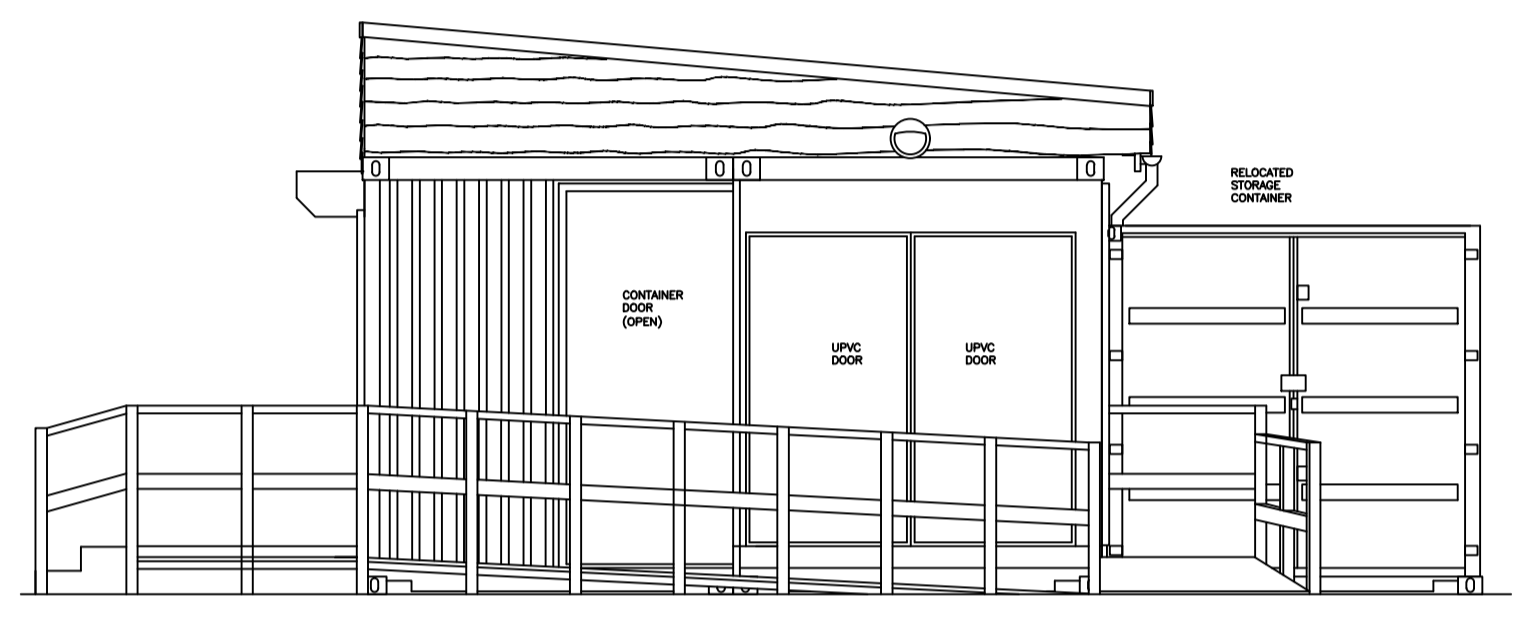 RELOCATED
STORAGE
CONTAINER
CONTAINER
DOOR
(OPEN)
UPVC
DOOR
UPVC
DOOR